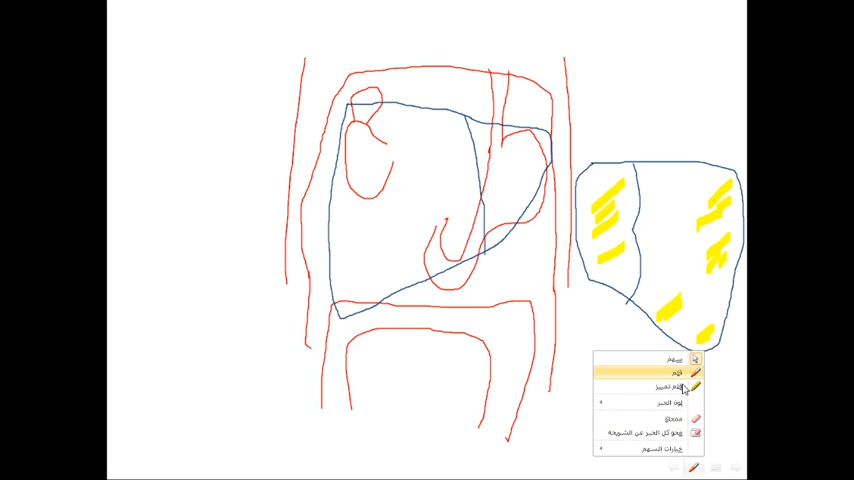 سهم
قلم
قلم تمييز
لون الحبر
ممحاة
محو كل الحبر عن الشريحة
خيارات السهم